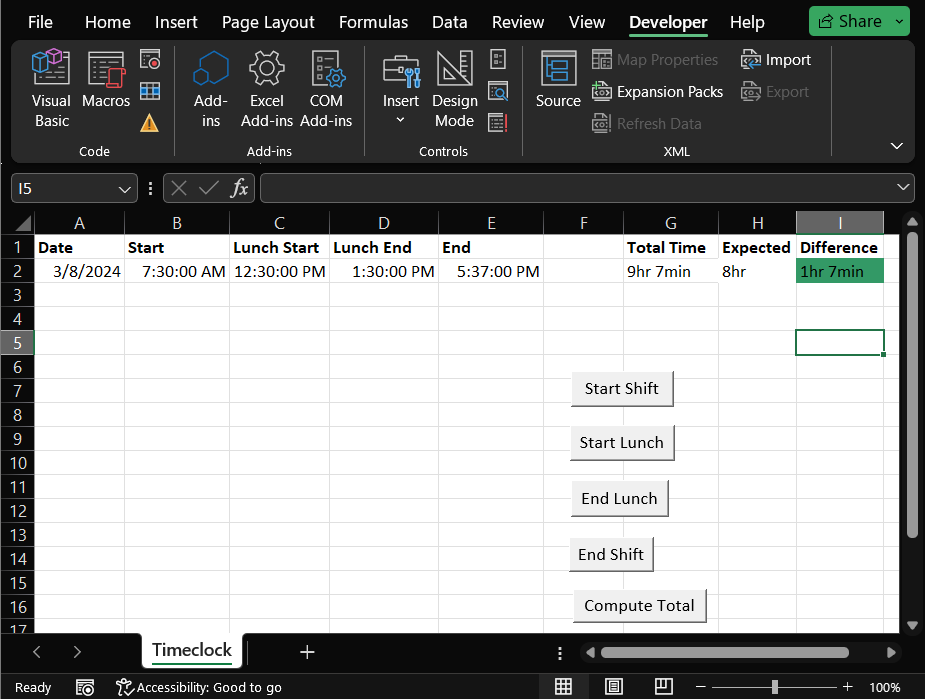 File Home Insert Page Layout Formulas Data Review View Developer Help Share
Visual Basic Macros Add-ins Excel Add-ins COM Add-ins Insert Design Mode Source Map Properties Import
Expansion Packs Export
Refresh Data
Code Add-ins Controls XML
I5 fx
A B C D E F G H I
1 Date Start Lunch Start Lunch End End Total Time Expected Difference
2 3/8/2024 7:30:00 AM 12:30:00 PM 1:30:00 PM 5:37:00 PM 9hr 7min 8hr 1hr 7min
3
4
5
6
7 Start Shift
8
9 Start Lunch
10
11
12 End Lunch
13
14 End Shift
15
16 Compute Total
17
Timeclock
Ready Accessibility: Good to go 100%